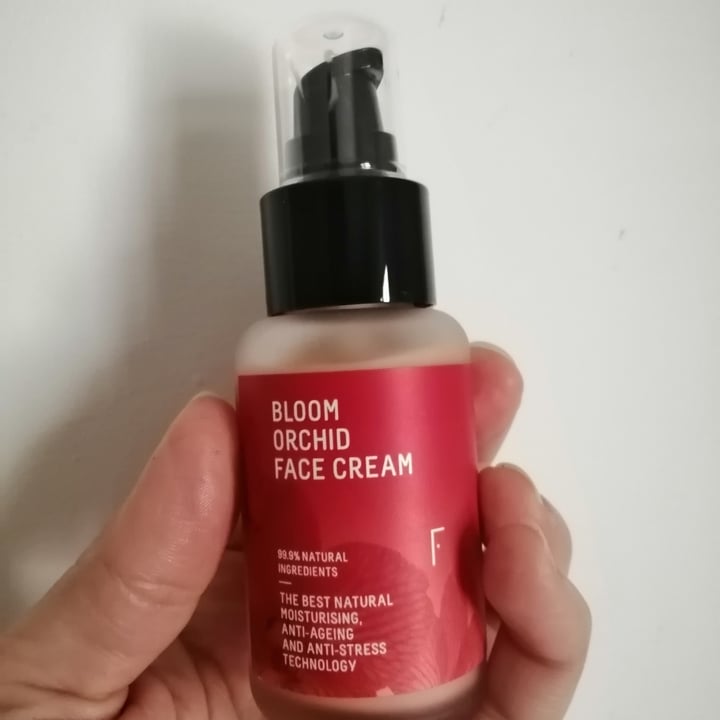 BLOOM
ORCHID
FACE CREAM
F
99.9% NATURAL
INGREDIENTS
THE BEST NATURAL
MOISTURISING,
ANTI-AGEING
AND ANTI-STRESS
TECHNOLOGY